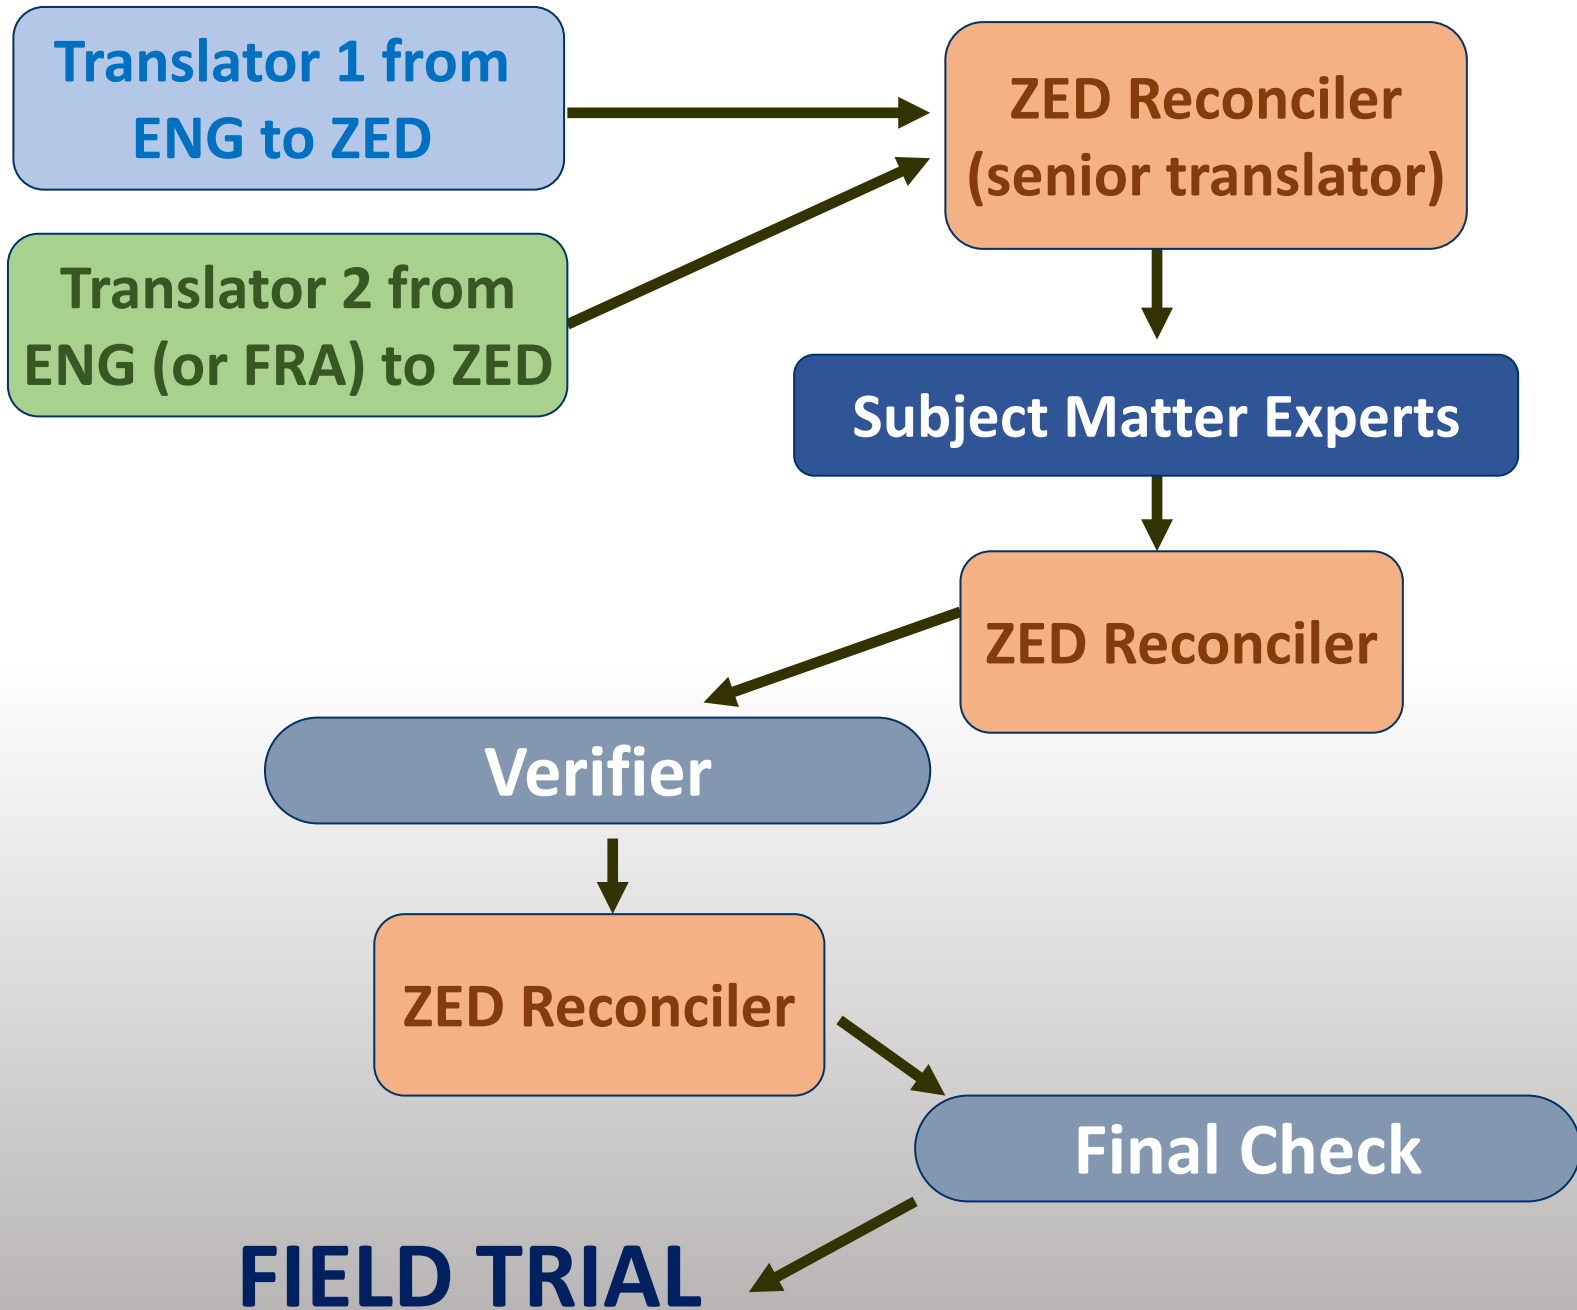 Translator 1 from
ENG to ZED
ZED Reconciler
(senior translator)
Translator 2 from
ENG (or FRA) to ZED
Subject Matter Experts
ZED Reconciler
Verifier
ZED Reconciler
Final Check
FIELD TRIAL